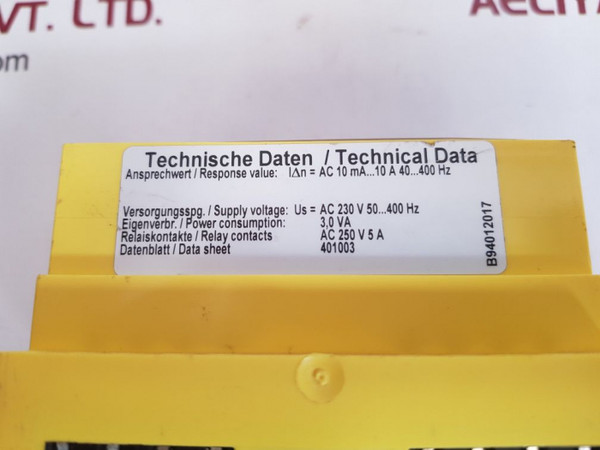 VT. LTD.
om
Technische Daten / Technical Data
Ansprechwert / Response value: IΔn = AC 10 mA...10 A 40...400 Hz
Versorgungsspg. / Supply voltage: Us = AC 230 V 50...400 Hz
Eigenverbr. / Power consumption: 3,0 VA
Relaiskontakte / Relay contacts AC 250 V 5 A
Datenblatt / Data sheet 401003
B94012017